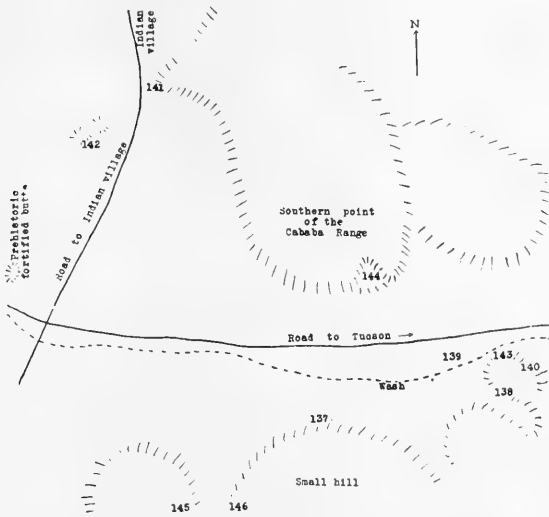 Indian
village
N
141
142
Prehistoric
fortified butte
Road to Indian village
Southern point
of the
Cababa Range
144
Road to Tucson →
139
143
140
Wash
138
137
Small hill
145
146